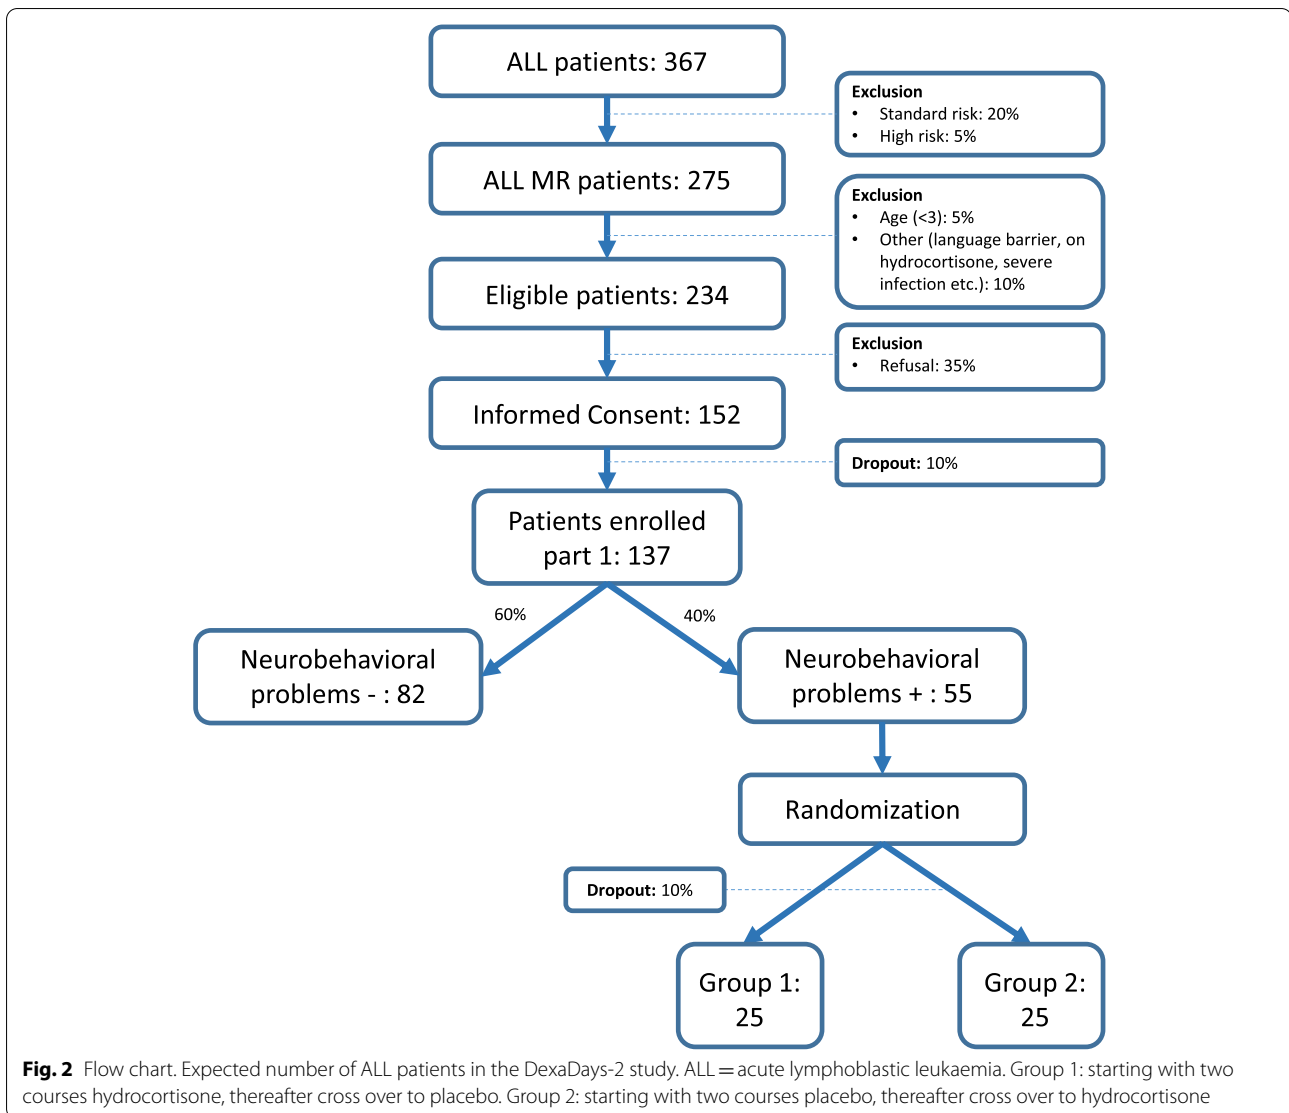 ALL patients: 367
Exclusion
• Standard risk: 20%
• High risk: 5%
ALL MR patients: 275
Exclusion
• Age (<3): 5%
• Other (language barrier, on
hydrocortisone, severe
infection etc.): 10%
Eligible patients: 234
Exclusion
• Refusal: 35%
Informed Consent: 152
Dropout: 10%
Patients enrolled
part 1: 137
60%
40%
Neurobehavioral
problems - : 82
Neurobehavioral
problems + : 55
Randomization
Dropout: 10%
Group 1:
25
Group 2:
25
Fig. 2 Flow chart. Expected number of ALL patients in the DexaDays-2 study. ALL = acute lymphoblastic leukaemia. Group 1: starting with two
courses hydrocortisone, thereafter cross over to placebo. Group 2: starting with two courses placebo, thereafter cross over to hydrocortisone